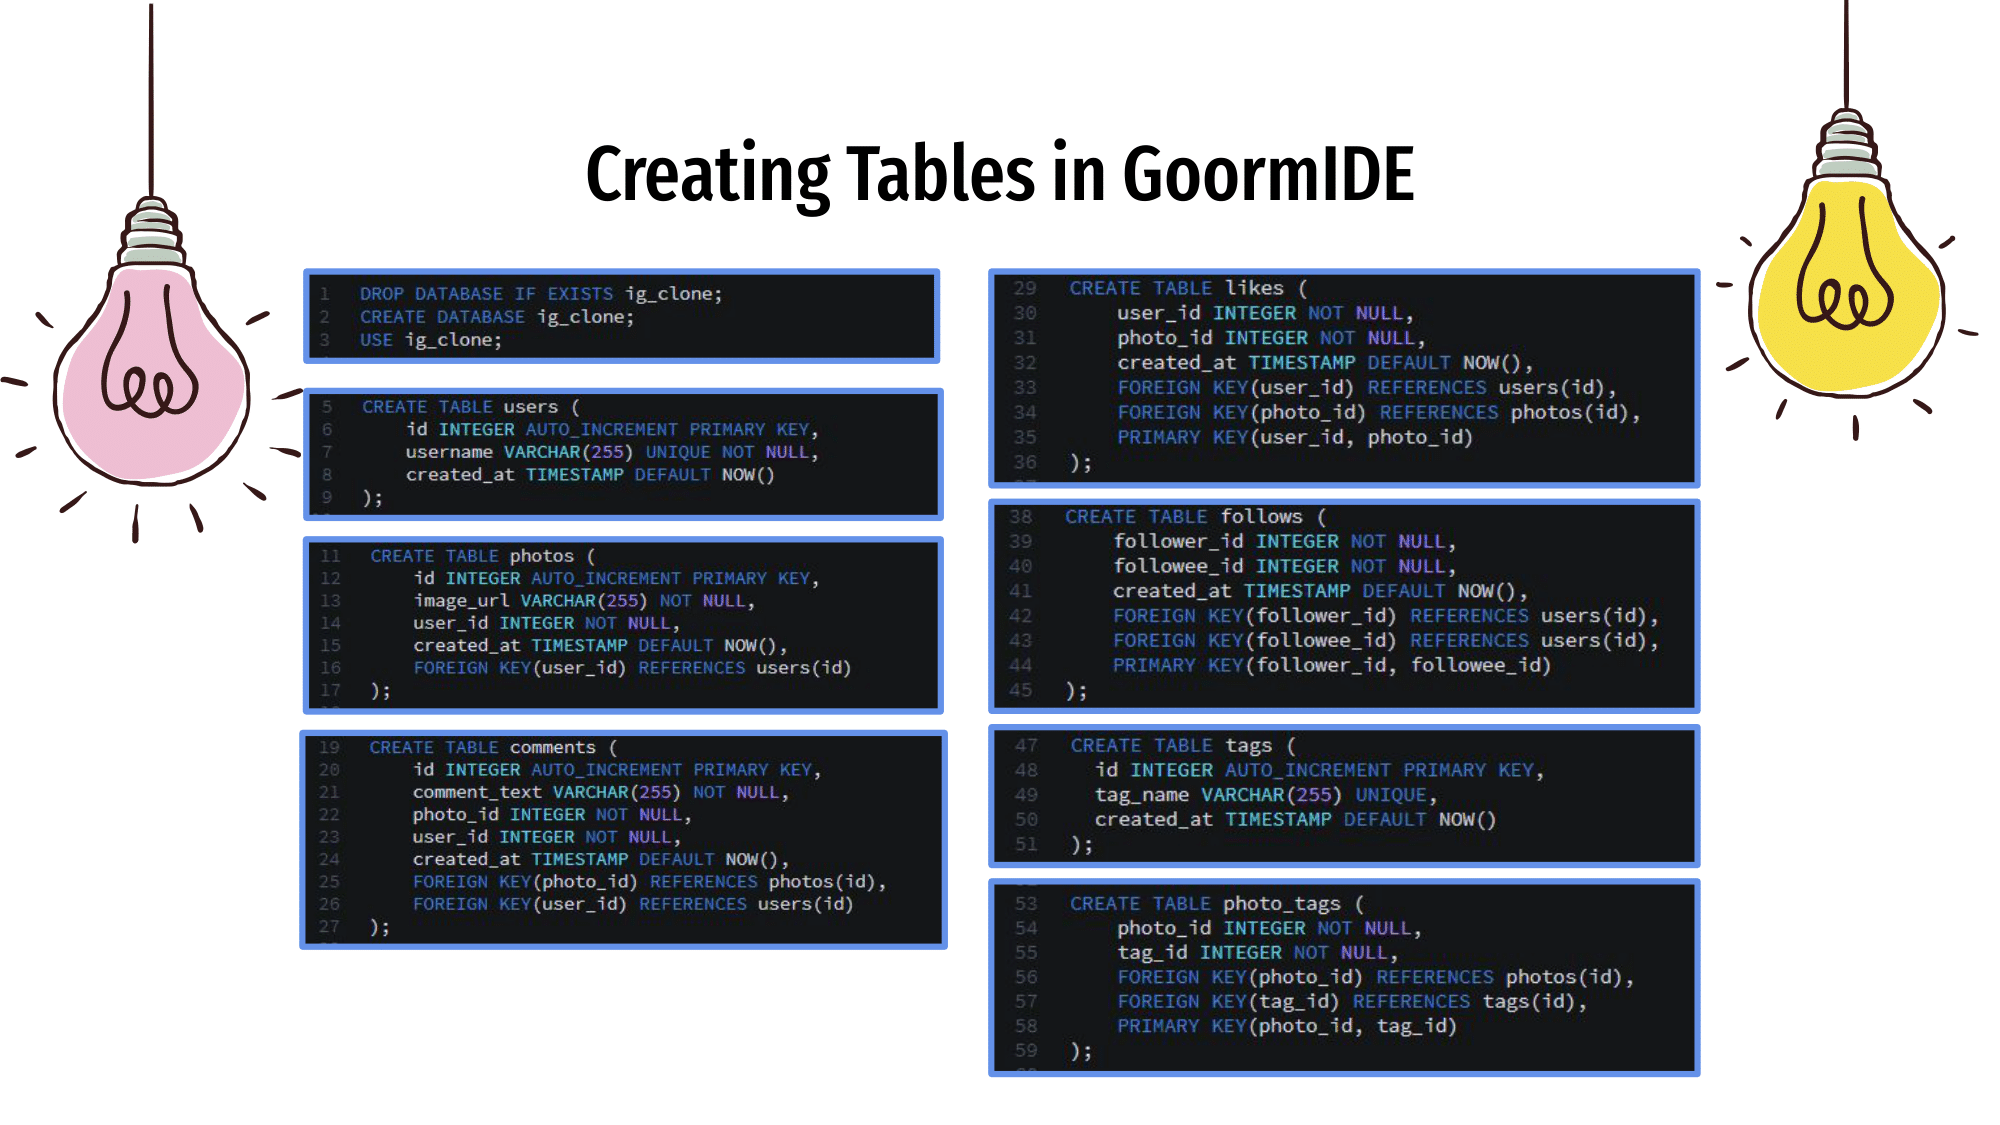 Creating Tables in GoormIDE
1 DROP DATABASE IF EXISTS ig_clone;
2 CREATE DATABASE ig_clone;
3 USE ig_clone;
5 CREATE TABLE users (
6 id INTEGER AUTO_INCREMENT PRIMARY KEY,
7 username VARCHAR(255) UNIQUE NOT NULL,
8 created_at TIMESTAMP DEFAULT NOW()
9 );
11 CREATE TABLE photos (
12 id INTEGER AUTO_INCREMENT PRIMARY KEY,
13 image_url VARCHAR(255) NOT NULL,
14 user_id INTEGER NOT NULL,
15 created_at TIMESTAMP DEFAULT NOW(),
16 FOREIGN KEY(user_id) REFERENCES users(id)
17 );
19 CREATE TABLE comments (
20 id INTEGER AUTO_INCREMENT PRIMARY KEY,
21 comment_text VARCHAR(255) NOT NULL,
22 photo_id INTEGER NOT NULL,
23 user_id INTEGER NOT NULL,
24 created_at TIMESTAMP DEFAULT NOW(),
25 FOREIGN KEY(photo_id) REFERENCES photos(id),
26 FOREIGN KEY(user_id) REFERENCES users(id)
27 );
29 CREATE TABLE likes (
30 user_id INTEGER NOT NULL,
31 photo_id INTEGER NOT NULL,
32 created_at TIMESTAMP DEFAULT NOW(),
33 FOREIGN KEY(user_id) REFERENCES users(id),
34 FOREIGN KEY(photo_id) REFERENCES photos(id),
35 PRIMARY KEY(user_id, photo_id)
36 );
38 CREATE TABLE follows (
39 follower_id INTEGER NOT NULL,
40 followee_id INTEGER NOT NULL,
41 created_at TIMESTAMP DEFAULT NOW(),
42 FOREIGN KEY(follower_id) REFERENCES users(id),
43 FOREIGN KEY(followee_id) REFERENCES users(id),
44 PRIMARY KEY(follower_id, followee_id)
45 );
47 CREATE TABLE tags (
48 id INTEGER AUTO_INCREMENT PRIMARY KEY,
49 tag_name VARCHAR(255) UNIQUE,
50 created_at TIMESTAMP DEFAULT NOW()
51 );
53 CREATE TABLE photo_tags (
54 photo_id INTEGER NOT NULL,
55 tag_id INTEGER NOT NULL,
56 FOREIGN KEY(photo_id) REFERENCES photos(id),
57 FOREIGN KEY(tag_id) REFERENCES tags(id),
58 PRIMARY KEY(photo_id, tag_id)
59 );